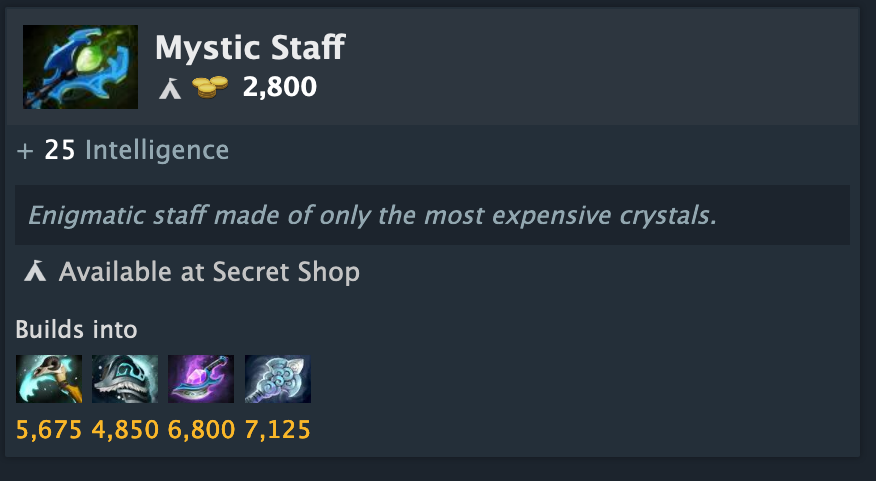 Mystic Staff
2,800
+ 25 Intelligence
Enigmatic staff made of only the most expensive crystals.
Available at Secret Shop
Builds into
5,675 4,850 6,800 7,125